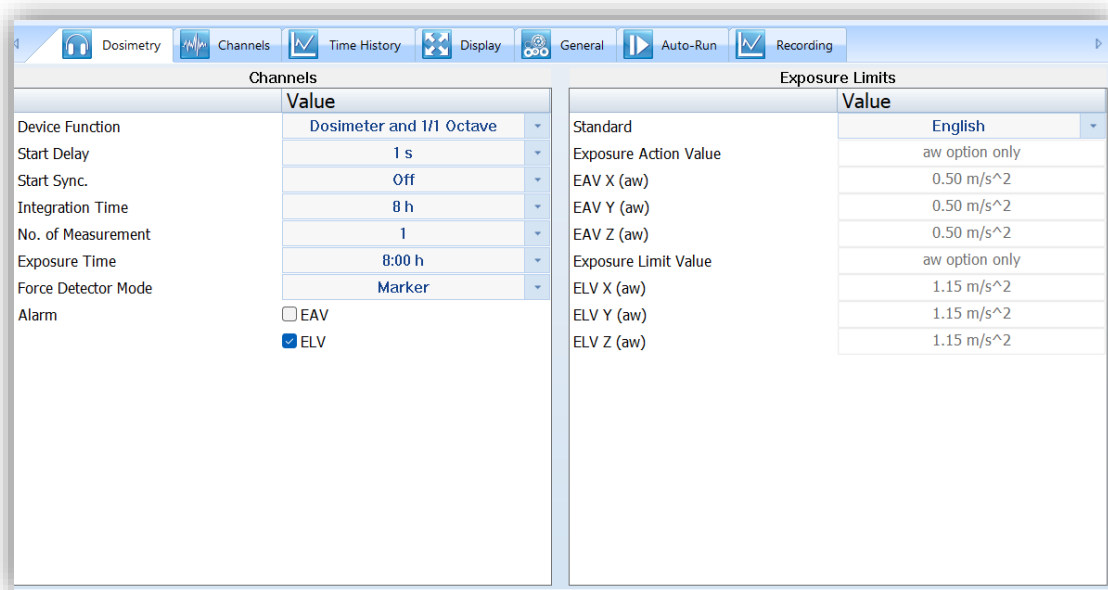 Dosimetry Channels Time History Display General Auto-Run Recording
Channels
Value
Device Function Dosimeter and 1/1 Octave
Start Delay 1 s
Start Sync. Off
Integration Time 8 h
No. of Measurement 1
Exposure Time 8:00 h
Force Detector Mode Marker
Alarm EAV
ELV
Exposure Limits
Value
Standard English
Exposure Action Value aw option only
EAV X (aw) 0.50 m/s^2
EAV Y (aw) 0.50 m/s^2
EAV Z (aw) 0.50 m/s^2
Exposure Limit Value aw option only
ELV X (aw) 1.15 m/s^2
ELV Y (aw) 1.15 m/s^2
ELV Z (aw) 1.15 m/s^2